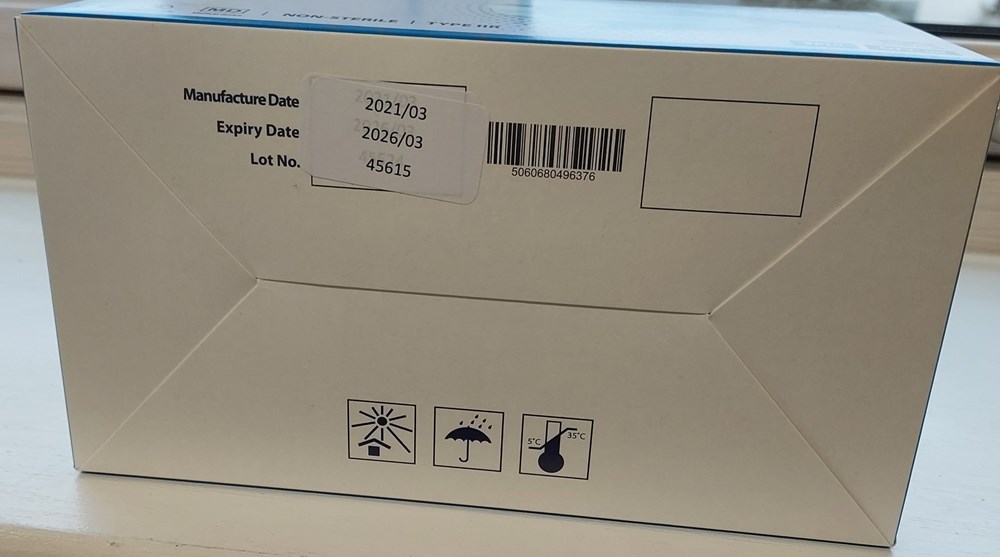 MD | NON-STERILE | TYPE IIR
Manufacture Date 2021/03
Expiry Date 2026/03
Lot No. 45615
5060680496376
5°C 35°C